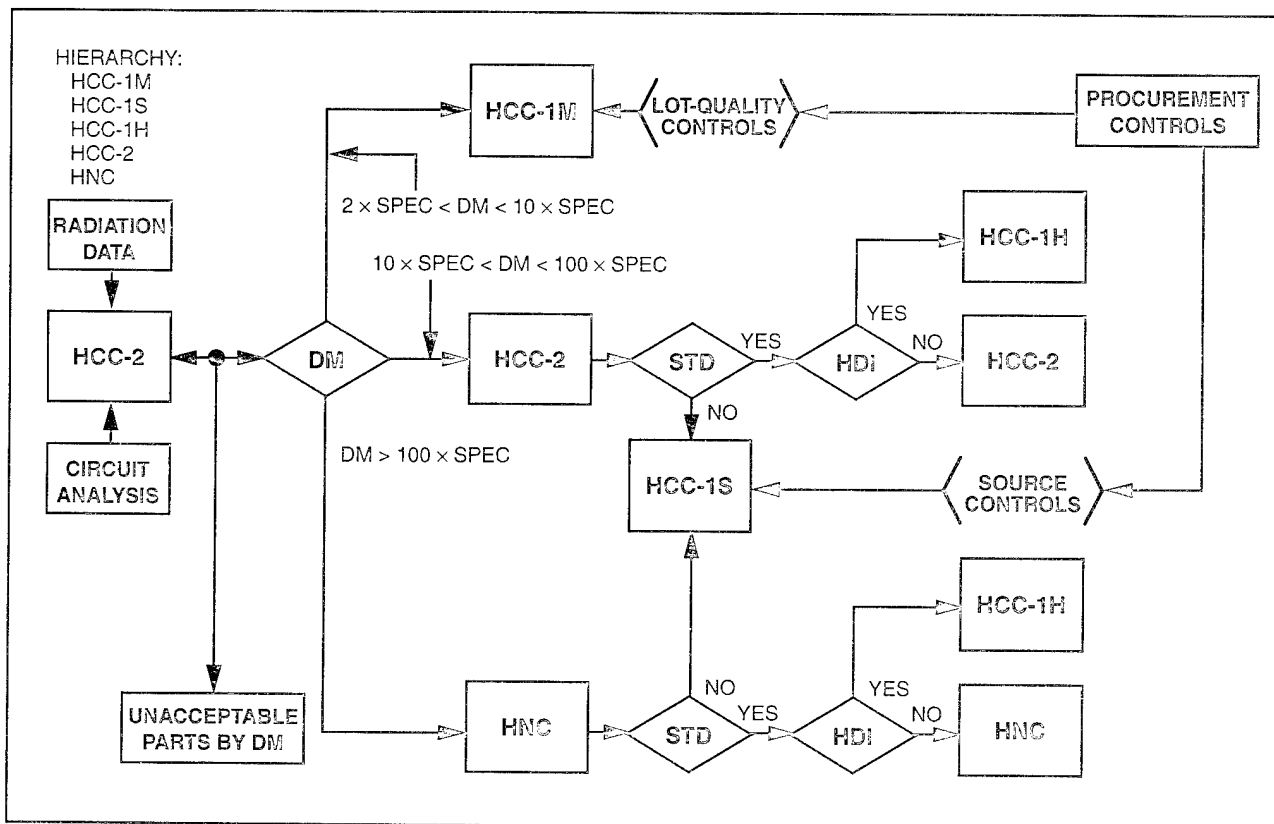 HIERARCHY:
HCC-1M
HCC-1S
HCC-1H
HCC-2
HNC
HCC-1M
LOT-QUALITY
CONTROLS
PROCUREMENT
CONTROLS
2 × SPEC < DM < 10 × SPEC
RADIATION
DATA
10 × SPEC < DM < 100 × SPEC
HCC-1H
YES
HCC-2
DM
HCC-2
STD
YES
HDI
NO
HCC-2
NO
DM > 100 × SPEC
CIRCUIT
ANALYSIS
HCC-1S
SOURCE
CONTROLS
HCC-1H
UNACCEPTABLE
PARTS BY DM
HNC
NO
STD
YES
YES
HDI
NO
HNC